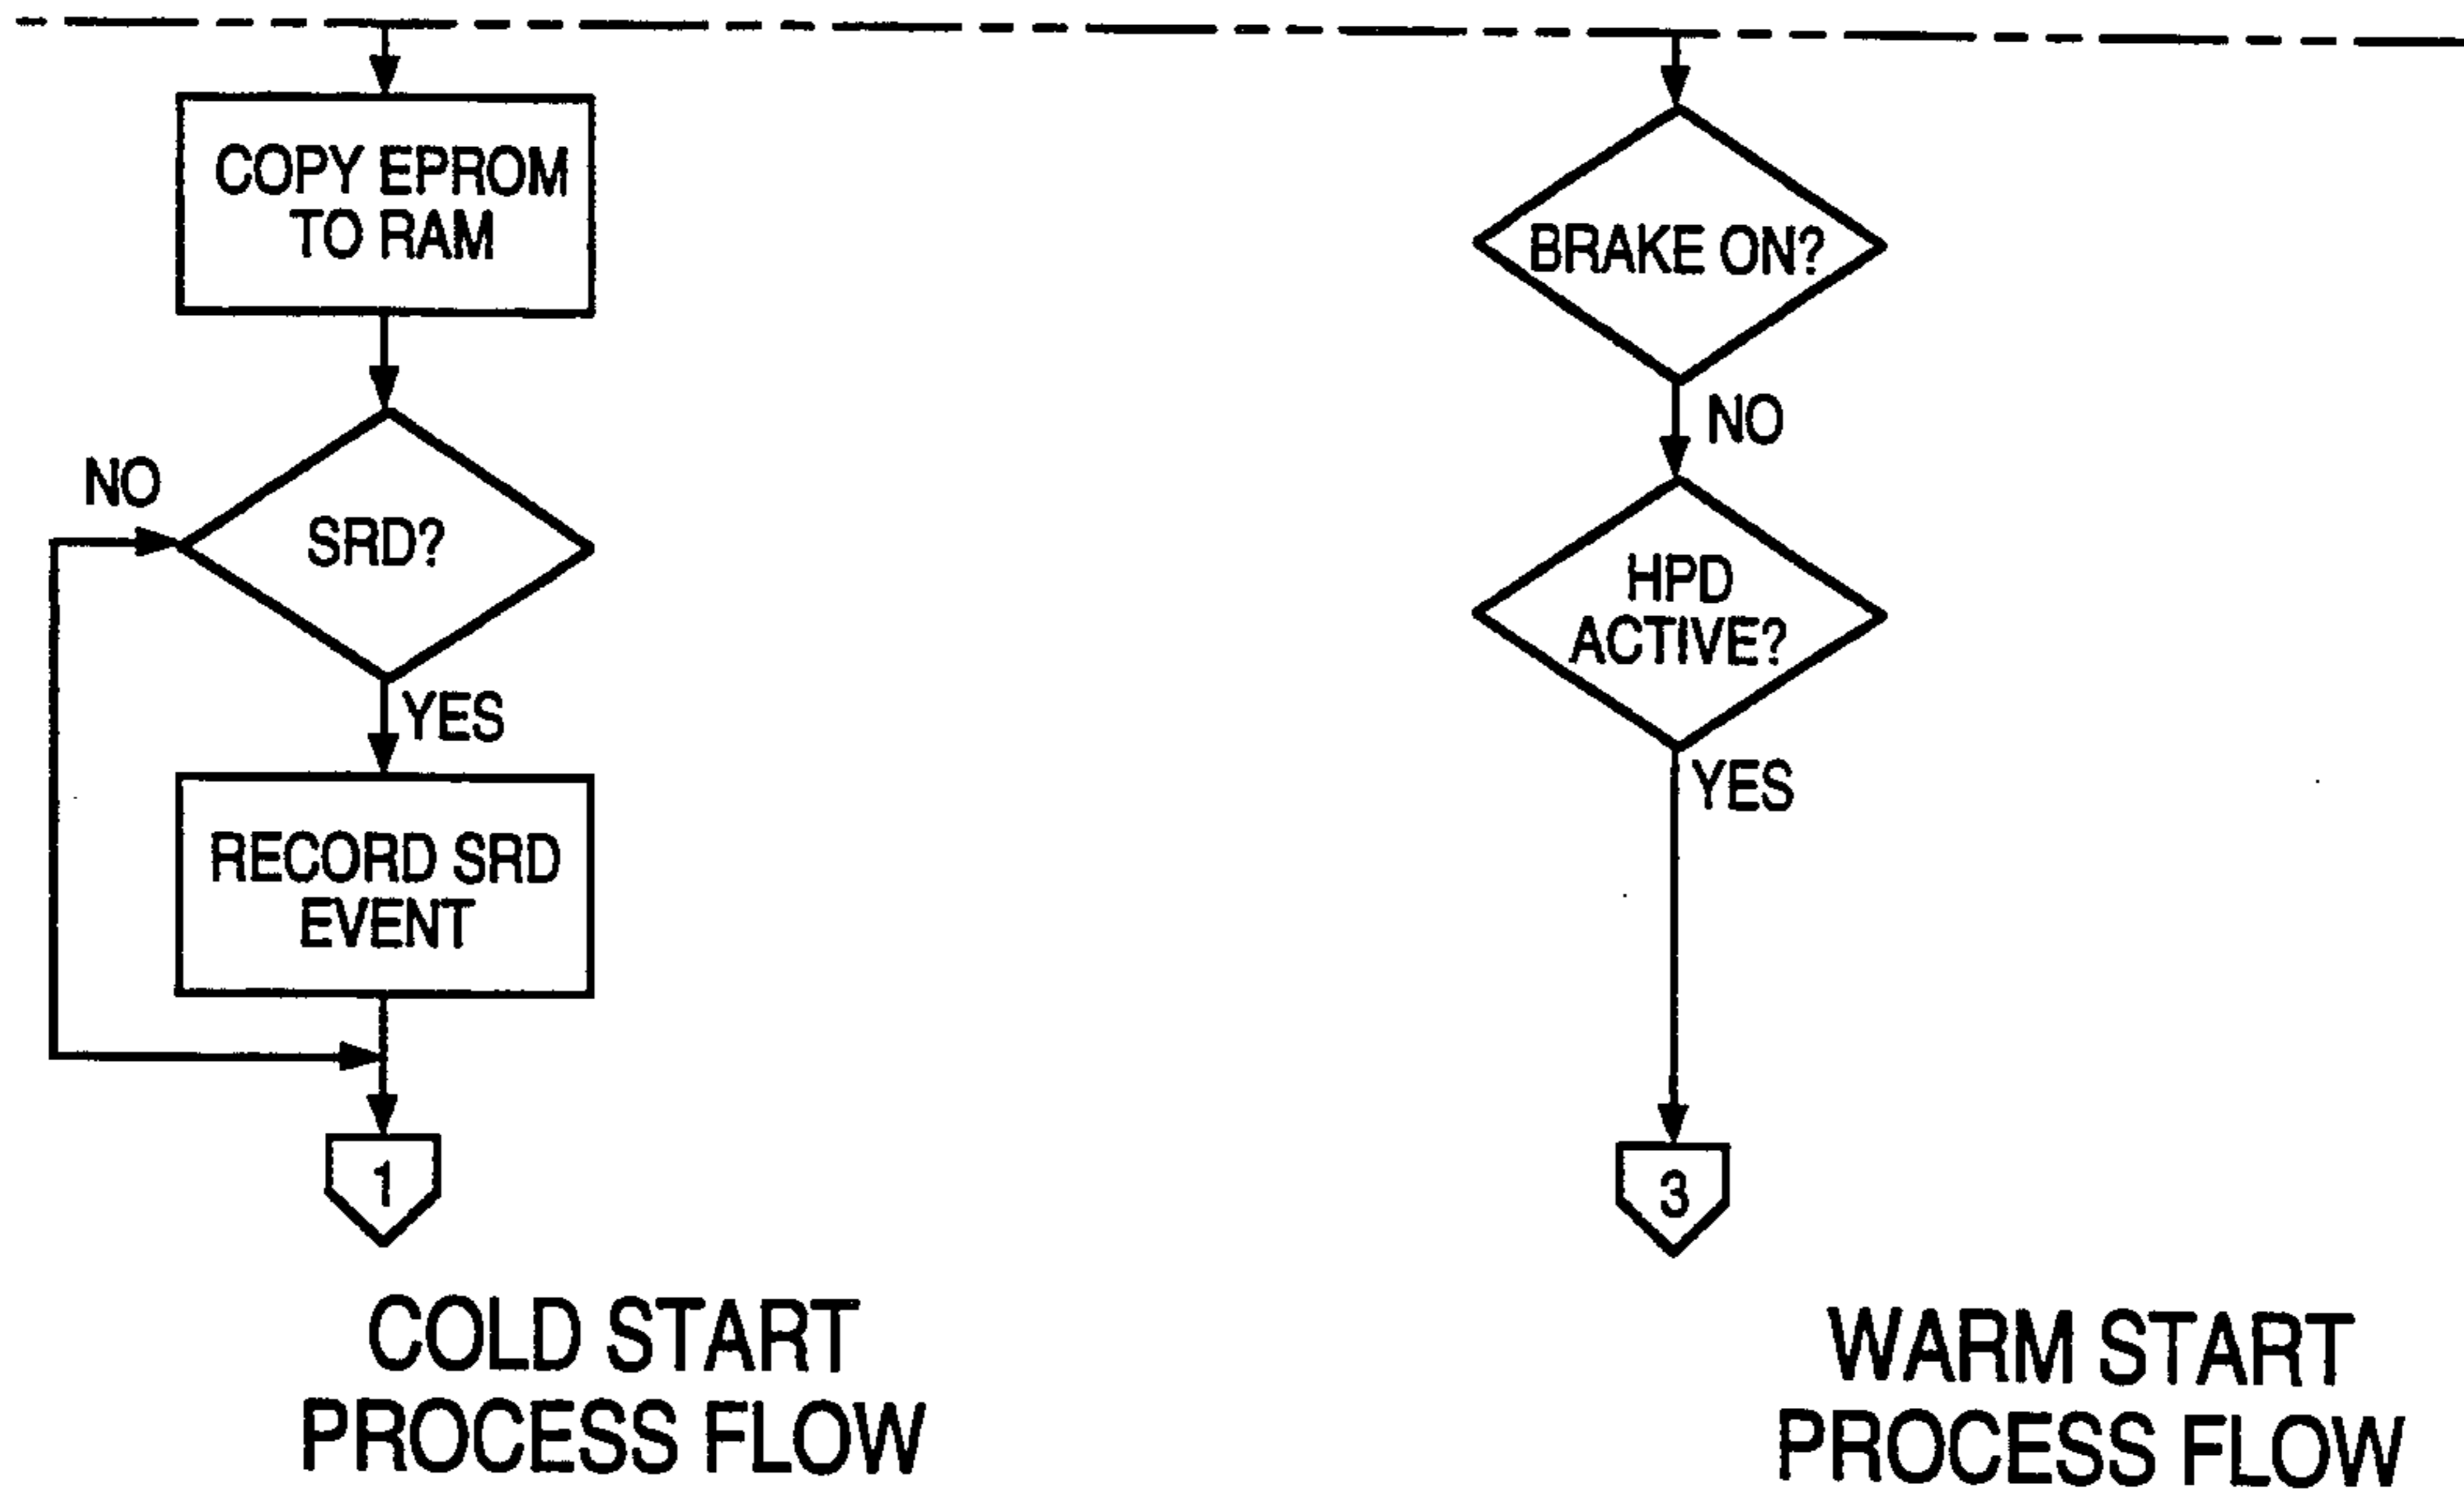 COPY EPROM
TO RAM
NO
SRD?
YES
RECORD SRD
EVENT
1
COLD START
PROCESS FLOW
BRAKE ON?
NO
HPD
ACTIVE?
YES
3
WARM START
PROCESS FLOW